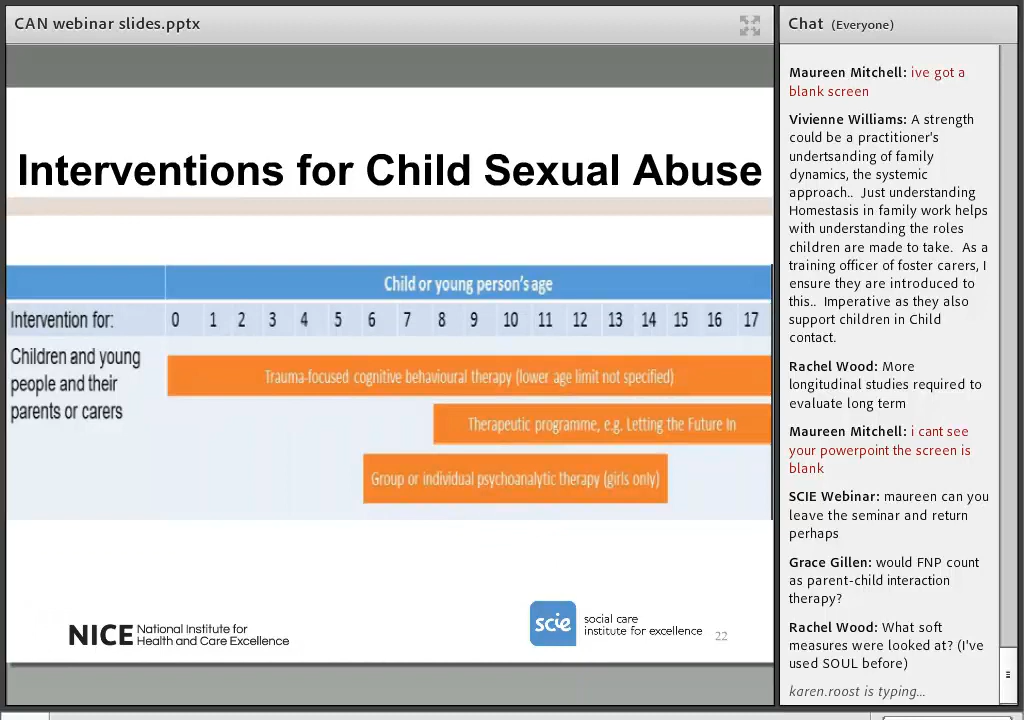 CAN webinar slides.pptx
Interventions for Child Sexual Abuse
Child or young person's age
Intervention for: 0 1 2 3 4 5 6 7 8 9 10 11 12 13 14 15 16 17
Children and young
people and their
parents or carers
Trauma-focused cognitive behavioural therapy (lower age limit not specified)
Therapeutic programme, e.g. Letting the Future In
Group or individual psychoanalytic therapy (girls only)
NICE National Institute for
Health and Care Excellence
scie social care
institute for excellence
22
Chat (Everyone)
Maureen Mitchell: ive got a
blank screen
Vivienne Williams: A strength
could be a practitioner's
undertsanding of family
dynamics, the systemic
approach.. Just understanding
Homestasis in family work helps
with understanding the roles
children are made to take. As a
training officer of foster carers, I
ensure they are introduced to
this.. Imperative as they also
support children in Child
contact.
Rachel Wood: More
longitudinal studies required to
evaluate long term
Maureen Mitchell: i cant see
your powerpoint the screen is
blank
SCIE Webinar: maureen can you
leave the seminar and return
perhaps
Grace Gillen: would FNP count
as parent-child interaction
therapy?
Rachel Wood: What soft
measures were looked at? (I've
used SOUL before)
karen.roost is typing...